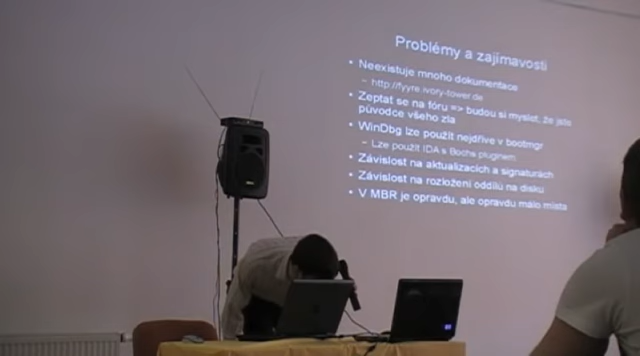 Problémy a zajímavosti
• Neexistuje mnoho dokumentace
– http://fyyre.ivory-tower.de
• Zeptat se na fóru => budou si myslet, že jste
původce všeho zla
• WinDbg lze použít nejdříve v bootmgr
– Lze použít IDA s Bochs pluginem
• Závislost na aktualizacích a signaturách
• Závislost na rozložení oddílů na disku
• V MBR je opravdu, ale opravdu málo místa